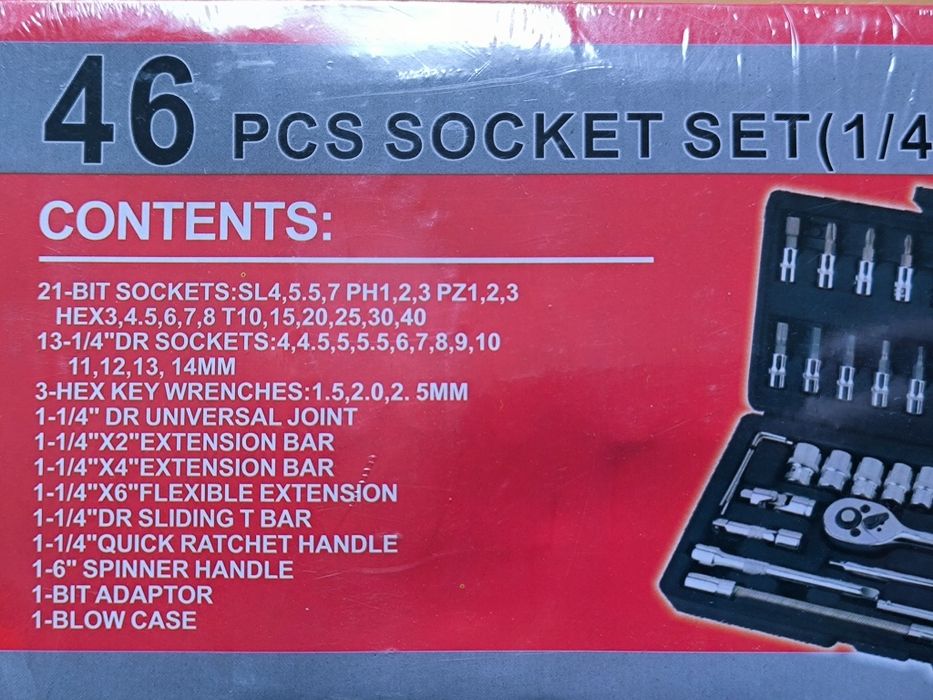 46 PCS SOCKET SET(1/4
CONTENTS:
21-BIT SOCKETS:SL4,5.5,7 PH1,2,3 PZ1,2,3
HEX3,4.5,6,7,8 T10,15,20,25,30,40
13-1/4"DR SOCKETS:4,4.5,5,5.5,6,7,8,9,10
11,12,13, 14MM
3-HEX KEY WRENCHES:1.5,2.0,2. 5MM
1-1/4" DR UNIVERSAL JOINT
1-1/4"X2"EXTENSION BAR
1-1/4"X4"EXTENSION BAR
1-1/4"X6"FLEXIBLE EXTENSION
1-1/4"DR SLIDING T BAR
1-1/4"QUICK RATCHET HANDLE
1-6" SPINNER HANDLE
1-BIT ADAPTOR
1-BLOW CASE